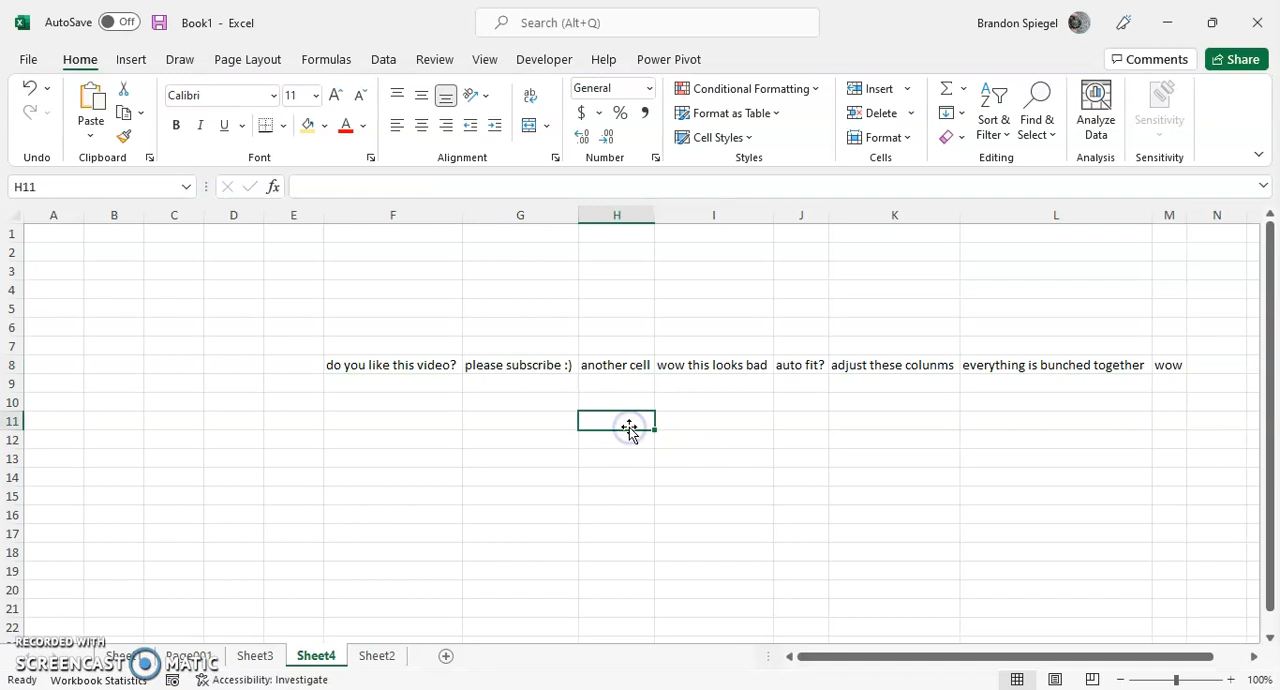 AutoSave Off Book1 - Excel Search (Alt+Q) Brandon Spiegel
File Home Insert Draw Page Layout Formulas Data Review View Developer Help Power Pivot Comments Share
Calibri 11 General Conditional Formatting Insert
Paste B I U $ % 9 Format as Table Delete Sort & Filter Find & Select Analyze Data Sensitivity
Cell Styles Format
Undo Clipboard Font Alignment Number Styles Cells Editing Analysis Sensitivity
H11 fx
A B C D E F G H I J K L M N
1
2
3
4
5
6
7
8 do you like this video? please subscribe :) another cell wow this looks bad auto fit? adjust these colunms everything is bunched together wow
9
10
11
12
13
14
15
16
17
18
19
20
21
22
RECORDED WITH
SCREENCAST MATIC
Page001 Sheet3 Sheet4 Sheet2
Ready Workbook Statistics Accessibility: Investigate 100%